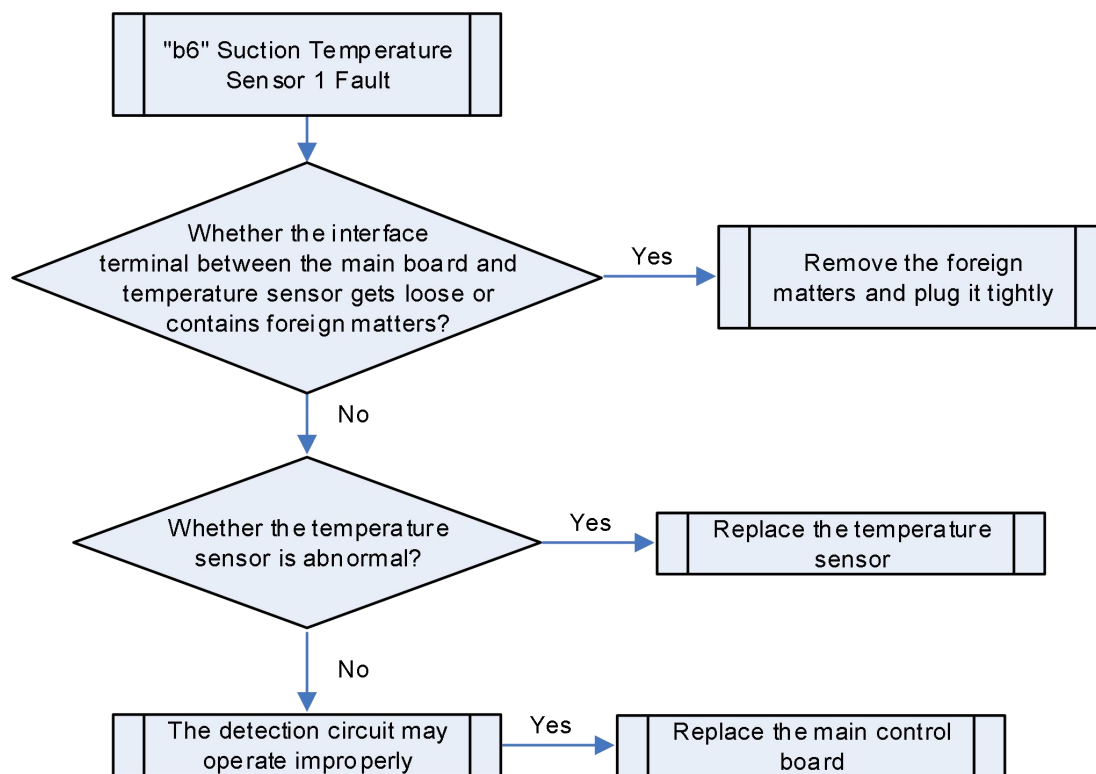 "b6" Suction Temperature
Sensor 1 Fault
Whether the interface
terminal between the main board and
temperature sensor gets loose or
contains foreign matters?
Yes
Remove the foreign
matters and plug it tightly
No
Whether the temperature
sensor is abnormal?
Yes
Replace the temperature
sensor
No
The detection circuit may
operate improperly
Yes
Replace the main control
board